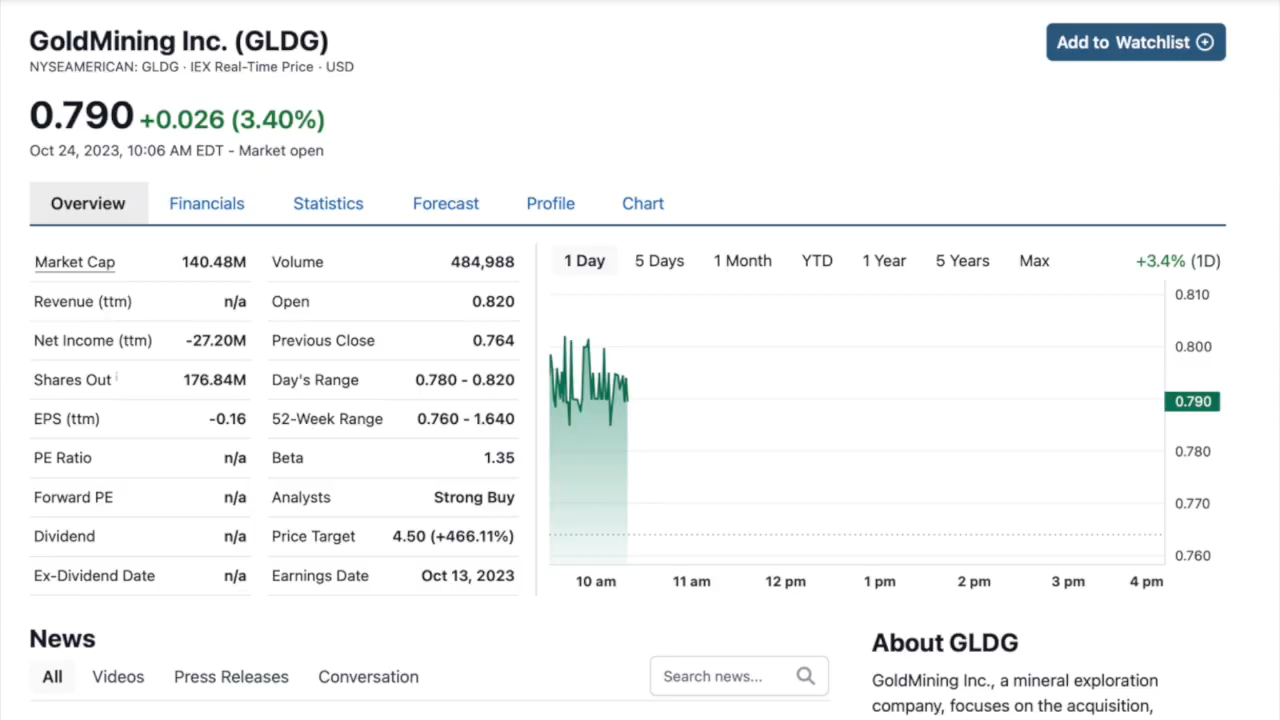 GoldMining Inc. (GLDG)
Add to Watchlist
NYSEAMERICAN: GLDG · IEX Real-Time Price · USD
0.790 +0.026 (3.40%)
Oct 24, 2023, 10:06 AM EDT - Market open
Overview Financials Statistics Forecast Profile Chart
Market Cap 140.48M
Revenue (ttm) n/a
Net Income (ttm) -27.20M
Shares Out i 176.84M
EPS (ttm) -0.16
PE Ratio n/a
Forward PE n/a
Dividend n/a
Ex-Dividend Date n/a
Volume 484,988
Open 0.820
Previous Close 0.764
Day's Range 0.780 - 0.820
52-Week Range 0.760 - 1.640
Beta 1.35
Analysts Strong Buy
Price Target 4.50 (+466.11%)
Earnings Date Oct 13, 2023
1 Day 5 Days 1 Month YTD 1 Year 5 Years Max +3.4% (1D)
0.810
0.800
0.790
0.780
0.770
0.760
10 am 11 am 12 pm 1 pm 2 pm 3 pm 4 pm
News
All Videos Press Releases Conversation
Search news...
About GLDG
GoldMining Inc., a mineral exploration
company, focuses on the acquisition,